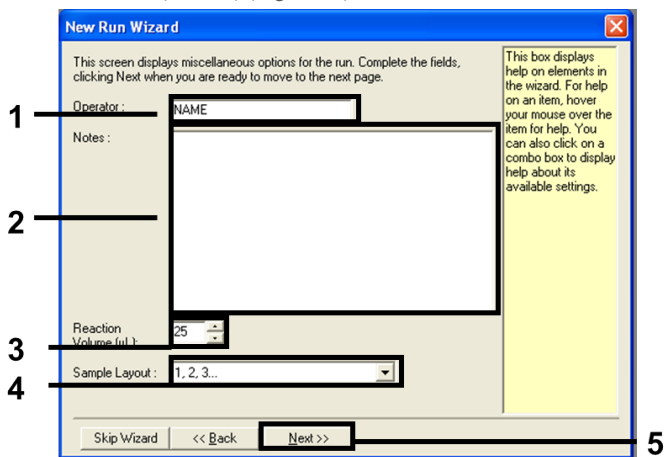 New Run Wizard
This screen displays miscellaneous options for the run. Complete the fields,
clicking Next when you are ready to move to the next page.
This box displays
help on elements in
the wizard. For help
on an item, hover
your mouse over the
item for help. You
can also click on a
combo box to display
help about its
available settings.
1
Operator :
NAME
Notes :
2
Reaction
Volume (µL):
25
3
Sample Layout :
1, 2, 3...
4
Skip Wizard
<< Back
Next >>
5